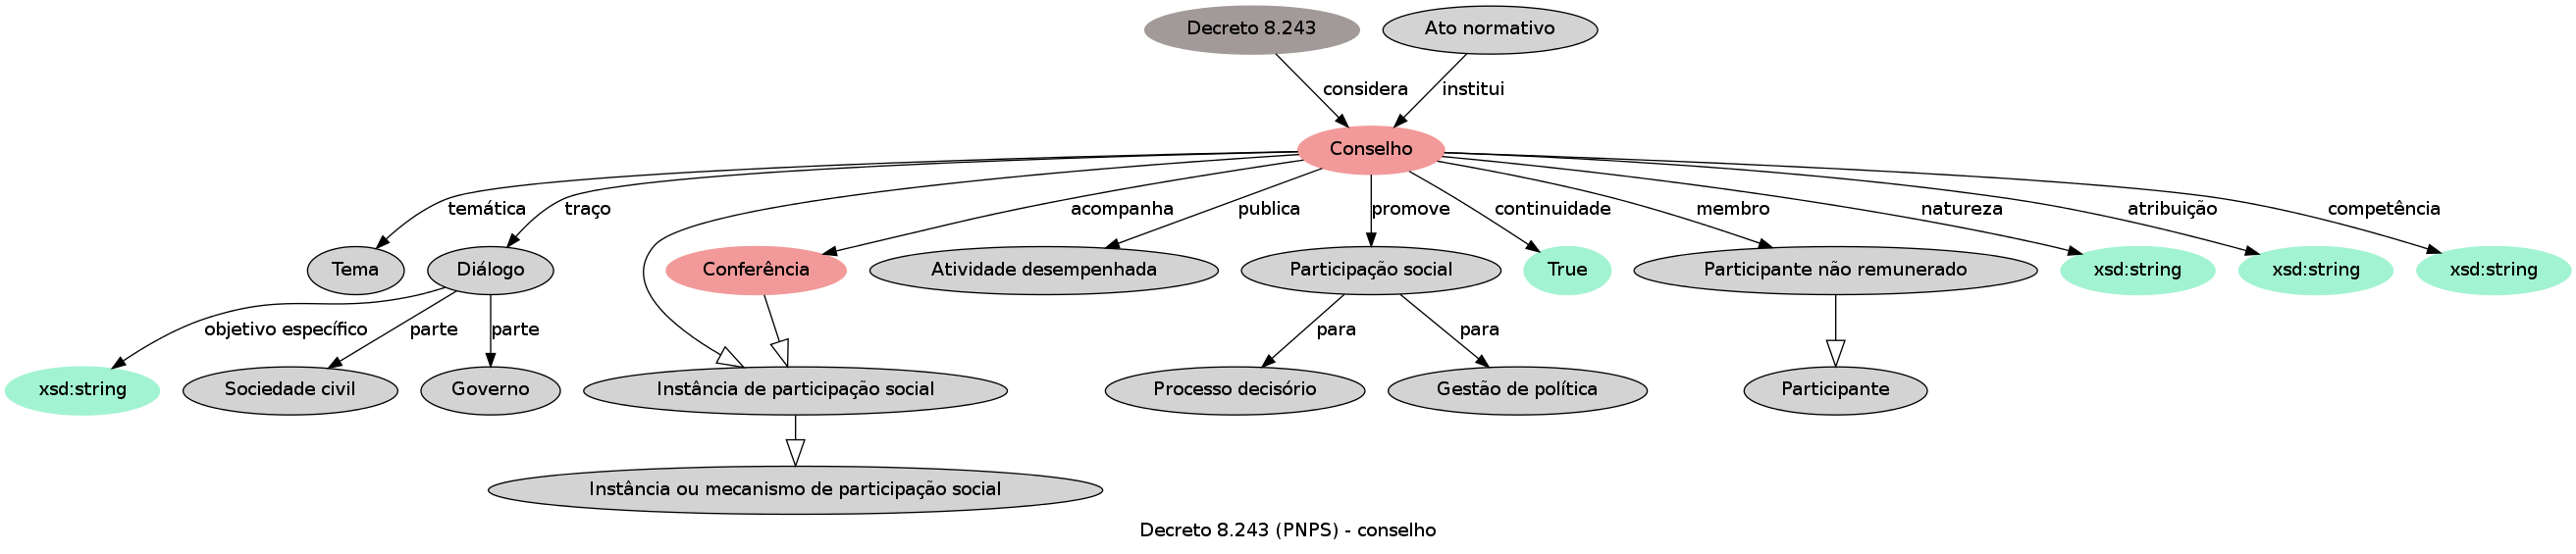 Decreto 8.243
Ato normativo
considera
institui
Conselho
temática
traço
acompanha
publica
promove
continuidade
membro
natureza
atribuição
competência
Tema
Diálogo
Conferência
Atividade desempenhada
Participação social
True
Participante não remunerado
xsd:string
xsd:string
xsd:string
objetivo específico
parte
parte
para
para
xsd:string
Sociedade civil
Governo
Instância de participação social
Processo decisório
Gestão de política
Participante
Instância ou mecanismo de participação social
Decreto 8.243 (PNPS) - conselho